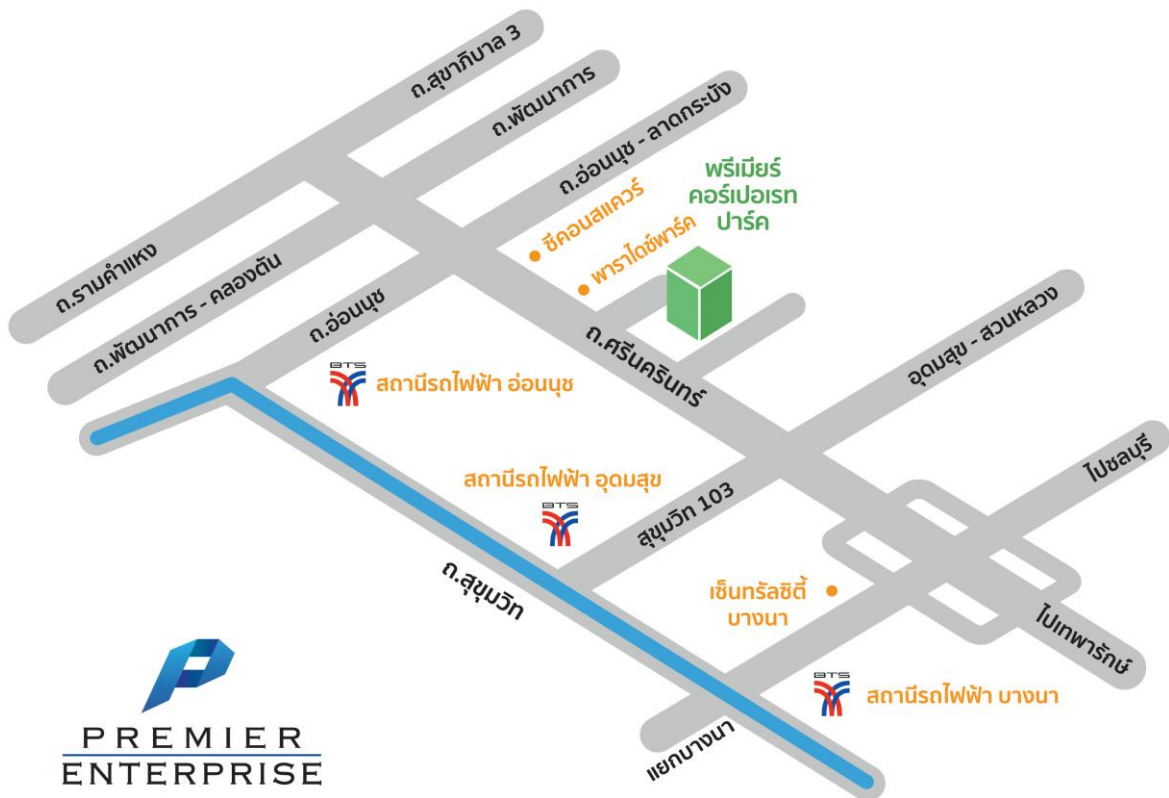 ถ.สุขาภิบาล 3
ถ.พัฒนาการ
ถ.อ่อนนุช - ลาดกระบัง
พรีเมียร์
คอร์เปอเรท
ปาร์ค
ซีคอนสแควร์
พาราไดซ์พาร์ค
ถ.รามคำแหง
ถ.พัฒนาการ - คลองตัน
ถ.อ่อนนุช
ถ.ศรีนครินทร์
อุดมสุข - สวนหลวง
BTS
สถานีรถไฟฟ้า อ่อนนุช
ไปชลบุรี
สถานีรถไฟฟ้า อุดมสุข
BTS
สุขุมวิท 103
ถ.สุขุมวิท
เซ็นทรัลซิตี้
บางนา
ไปเทพารักษ์
BTS
สถานีรถไฟฟ้า บางนา
แยกบางนา
PREMIER
ENTERPRISE